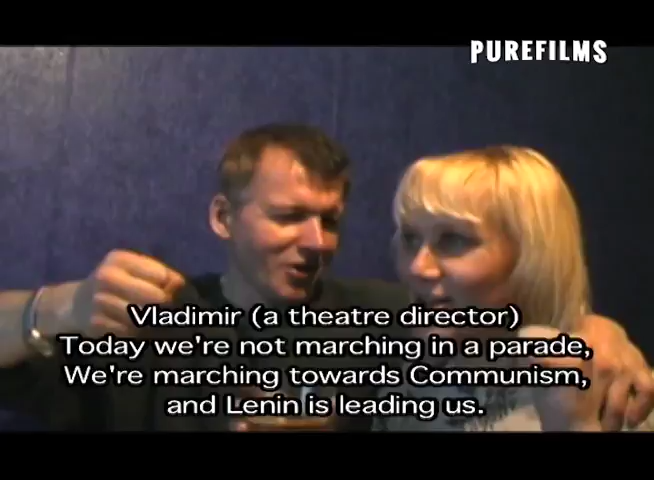 PUREFILMS
Vladimir (a theatre director)
Today we're not marching in a parade,
We're marching towards Communism,
and Lenin is leading us.